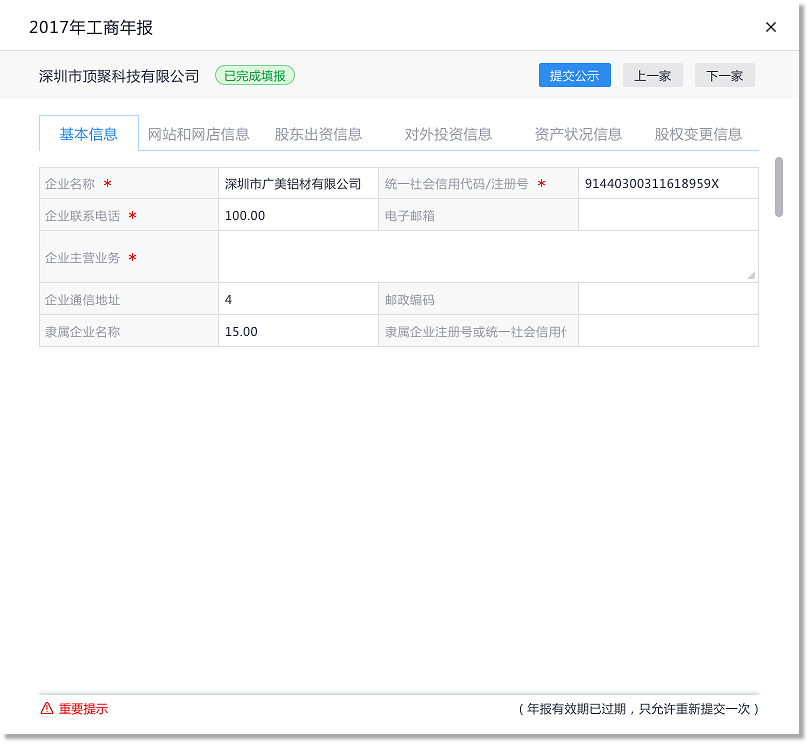 2017年工商年报
深圳市顶聚科技有限公司 已完成填报 提交公示 上一家 下一家
基本信息 网站和网店信息 股东出资信息 对外投资信息 资产状况信息 股权变更信息
企业名称 * 深圳市广美铝材有限公司 统一社会信用代码/注册号 * 91440300311618959X
企业联系电话 * 100.00 电子邮箱
企业主营业务 *
企业通信地址 4 邮政编码
隶属企业名称 15.00 隶属企业注册号或统一社会信用
重要提示 (年报有效期已过期，只允许重新提交一次)